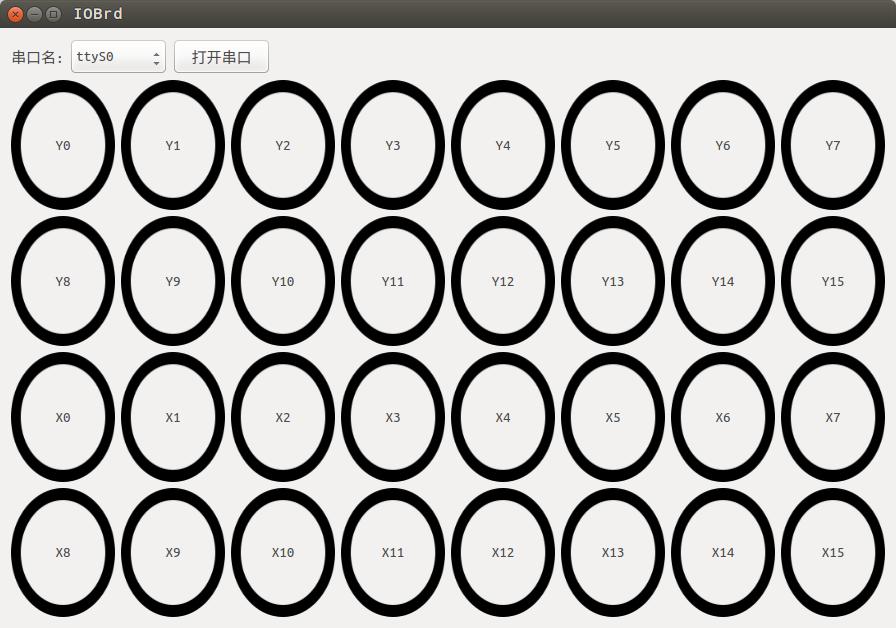 IOBrd
串口名: ttyS0 打开串口
Y0 Y1 Y2 Y3 Y4 Y5 Y6 Y7
Y8 Y9 Y10 Y11 Y12 Y13 Y14 Y15
X0 X1 X2 X3 X4 X5 X6 X7
X8 X9 X10 X11 X12 X13 X14 X15